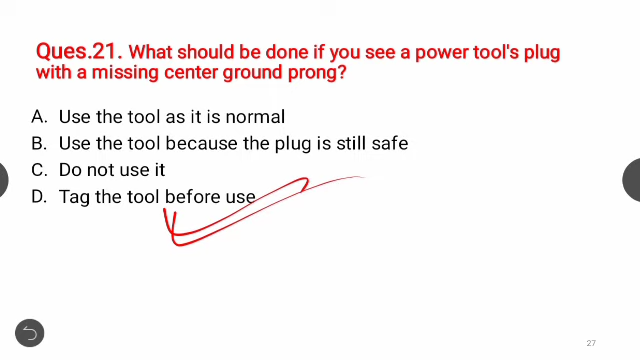 Ques.21. What should be done if you see a power tool's plug
with a missing center ground prong?
A. Use the tool as it is normal
B. Use the tool because the plug is still safe
C. Do not use it
D. Tag the tool before use
27